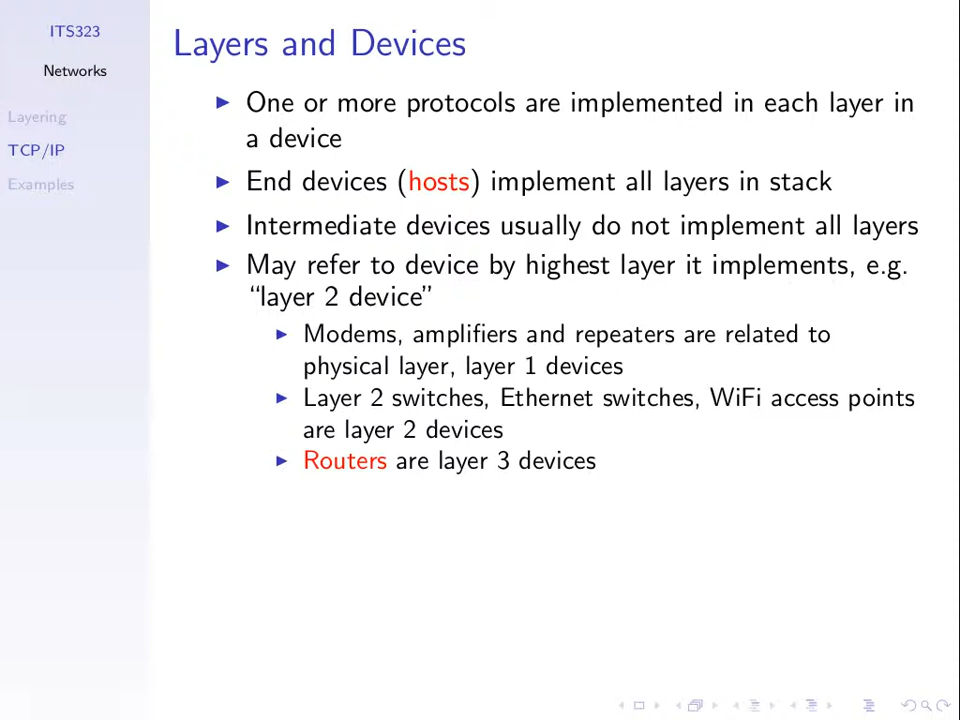 ITS323
Networks
Layering
TCP/IP
Examples
Layers and Devices
One or more protocols are implemented in each layer in
a device
End devices (hosts) implement all layers in stack
Intermediate devices usually do not implement all layers
May refer to device by highest layer it implements, e.g.
“layer 2 device”
Modems, amplifiers and repeaters are related to
physical layer, layer 1 devices
Layer 2 switches, Ethernet switches, WiFi access points
are layer 2 devices
Routers are layer 3 devices